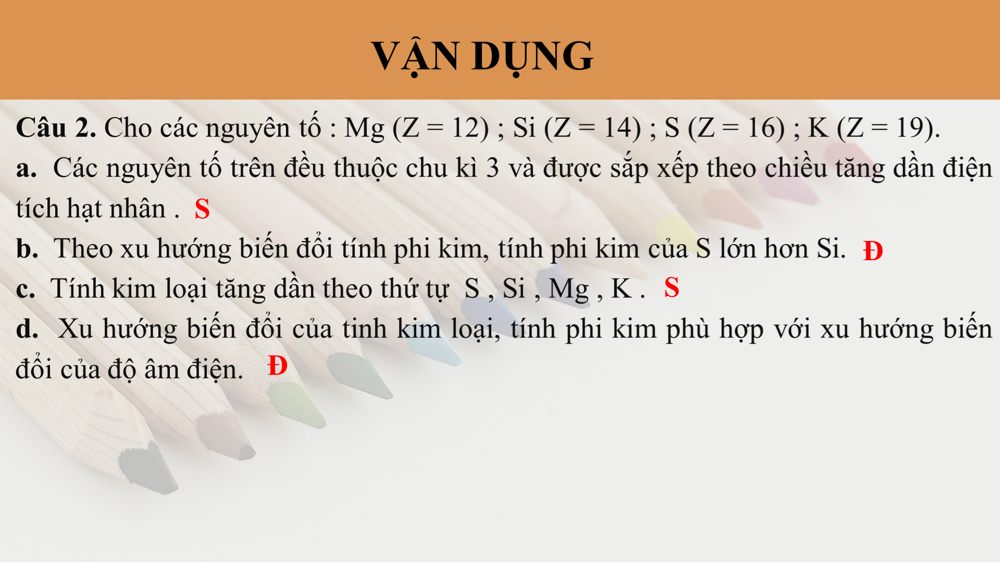 VẬN DỤNG
Câu 2. Cho các nguyên tố : Mg (Z = 12) ; Si (Z = 14) ; S (Z = 16) ; K (Z = 19).
a. Các nguyên tố trên đều thuộc chu kì 3 và được sắp xếp theo chiều tăng dần điện
tích hạt nhân . S
b. Theo xu hướng biến đổi tính phi kim, tính phi kim của S lớn hơn Si. Đ
c. Tính kim loại tăng dần theo thứ tự S , Si , Mg , K . S
d. Xu hướng biến đổi của tinh kim loại, tính phi kim phù hợp với xu hướng biến
đổi của độ âm điện. Đ